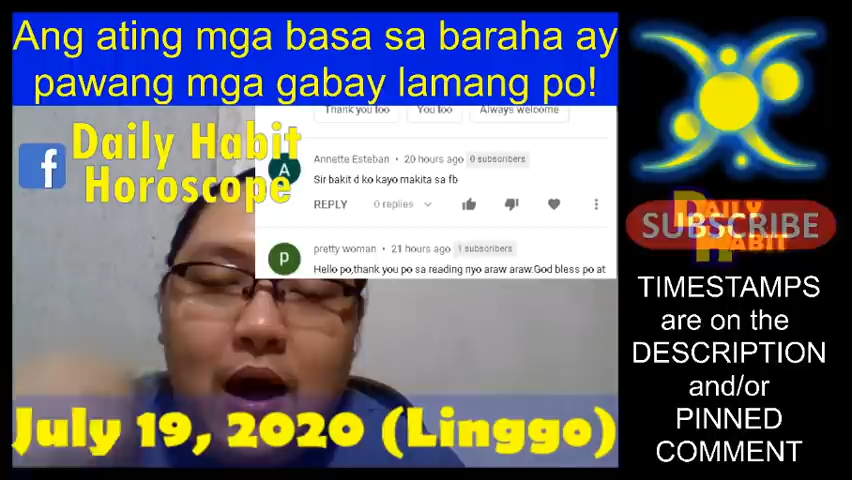 Ang ating mga basa sa baraha ay
pawang mga gabay lamang po!
Thank you too
You too
Always welcome
f
Daily Habit
Horoscope
A
Annette Esteban • 20 hours ago
0 subscribers
Sir bakit d ko kayo makita sa fb
REPLY
0 replies
P
pretty woman • 21 hours ago
1 subscribers
Hello po,thank you po sa reading nyo araw araw.God bless po at
July 19, 2020 (Linggo)
DAILY
SUBSCRIBE
HABIT
TIMESTAMPS
are on the
DESCRIPTION
and/or
PINNED
COMMENT